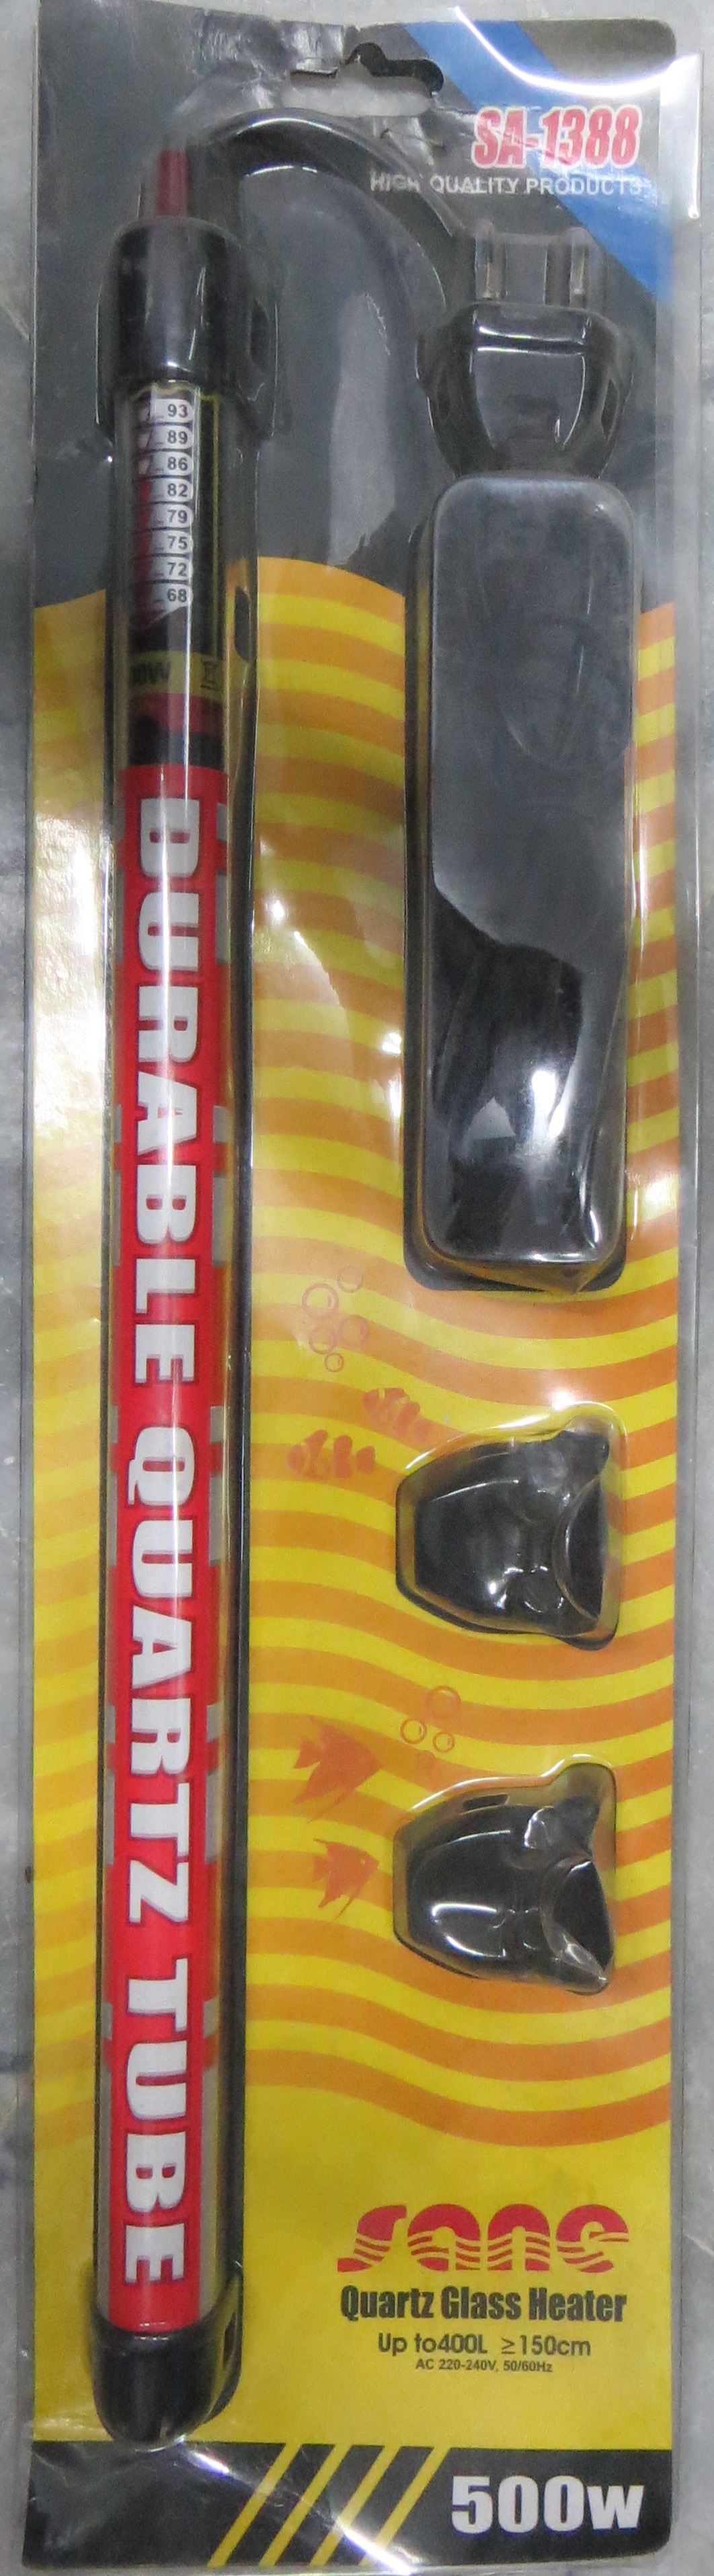 SA-1388
HIGH QUALITY PRODUCTS
93
89
86
82
79
75
72
68
DURABLE QUARTZ TUBE
sane
Quartz Glass Heater
Up to400L ≥150cm
AC 220-240V, 50/60Hz
500w